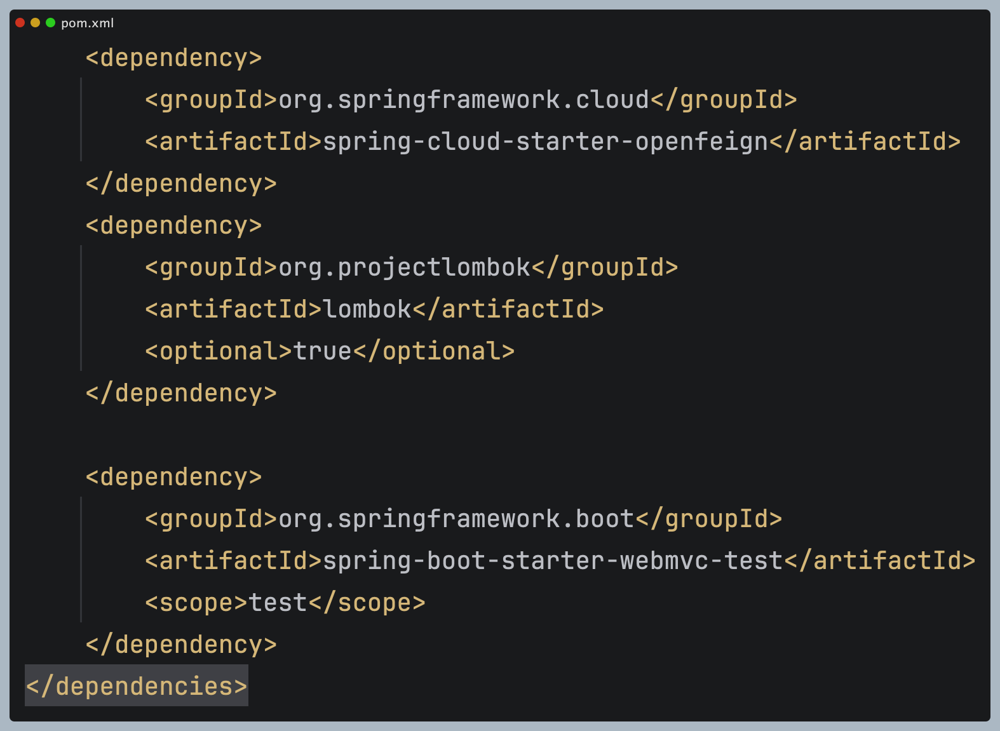 pom.xml
<dependency>
<groupId>org.springframework.cloud</groupId>
<artifactId>spring-cloud-starter-openfeign</artifactId>
</dependency>
<dependency>
<groupId>org.projectlombok</groupId>
<artifactId>lombok</artifactId>
<optional>true</optional>
</dependency>
<dependency>
<groupId>org.springframework.boot</groupId>
<artifactId>spring-boot-starter-webmvc-test</artifactId>
<scope>test</scope>
</dependency>
</dependencies>